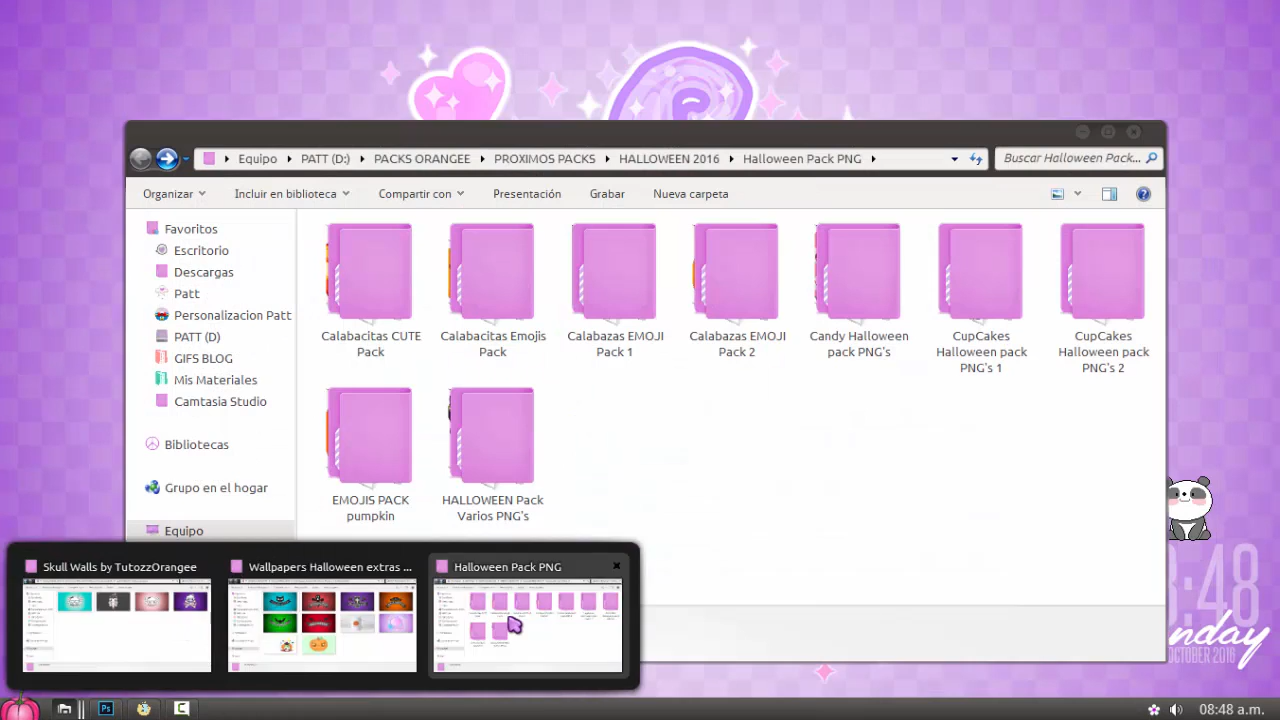 Equipo
PATT (D:)
PACKS ORANGEE
PROXIMOS PACKS
HALLOWEEN 2016
Halloween Pack PNG
Buscar Halloween Pack...
Organizar
Incluir en biblioteca
Compartir con
Presentación
Grabar
Nueva carpeta
Favoritos
Escritorio
Descargas
Patt
Personalizacion Patt
PATT (D)
GIFS BLOG
Mis Materiales
Camtasia Studio
Bibliotecas
Grupo en el hogar
Equipo
Calabacitas CUTE
Pack
Calabacitas Emojis
Pack
Calabazas EMOJI
Pack 1
Calabazas EMOJI
Pack 2
Candy Halloween
pack PNG's
CupCakes
Halloween pack
PNG's 1
CupCakes
Halloween pack
PNG's 2
EMOJIS PACK
pumpkin
HALLOWEEN Pack
Varios PNG's
Skull Walls by TutozzOrangee
Wallpapers Halloween extras ...
Halloween Pack PNG
:48
nday
OCTOBER 2016
Ps
C
08:48 a.m.